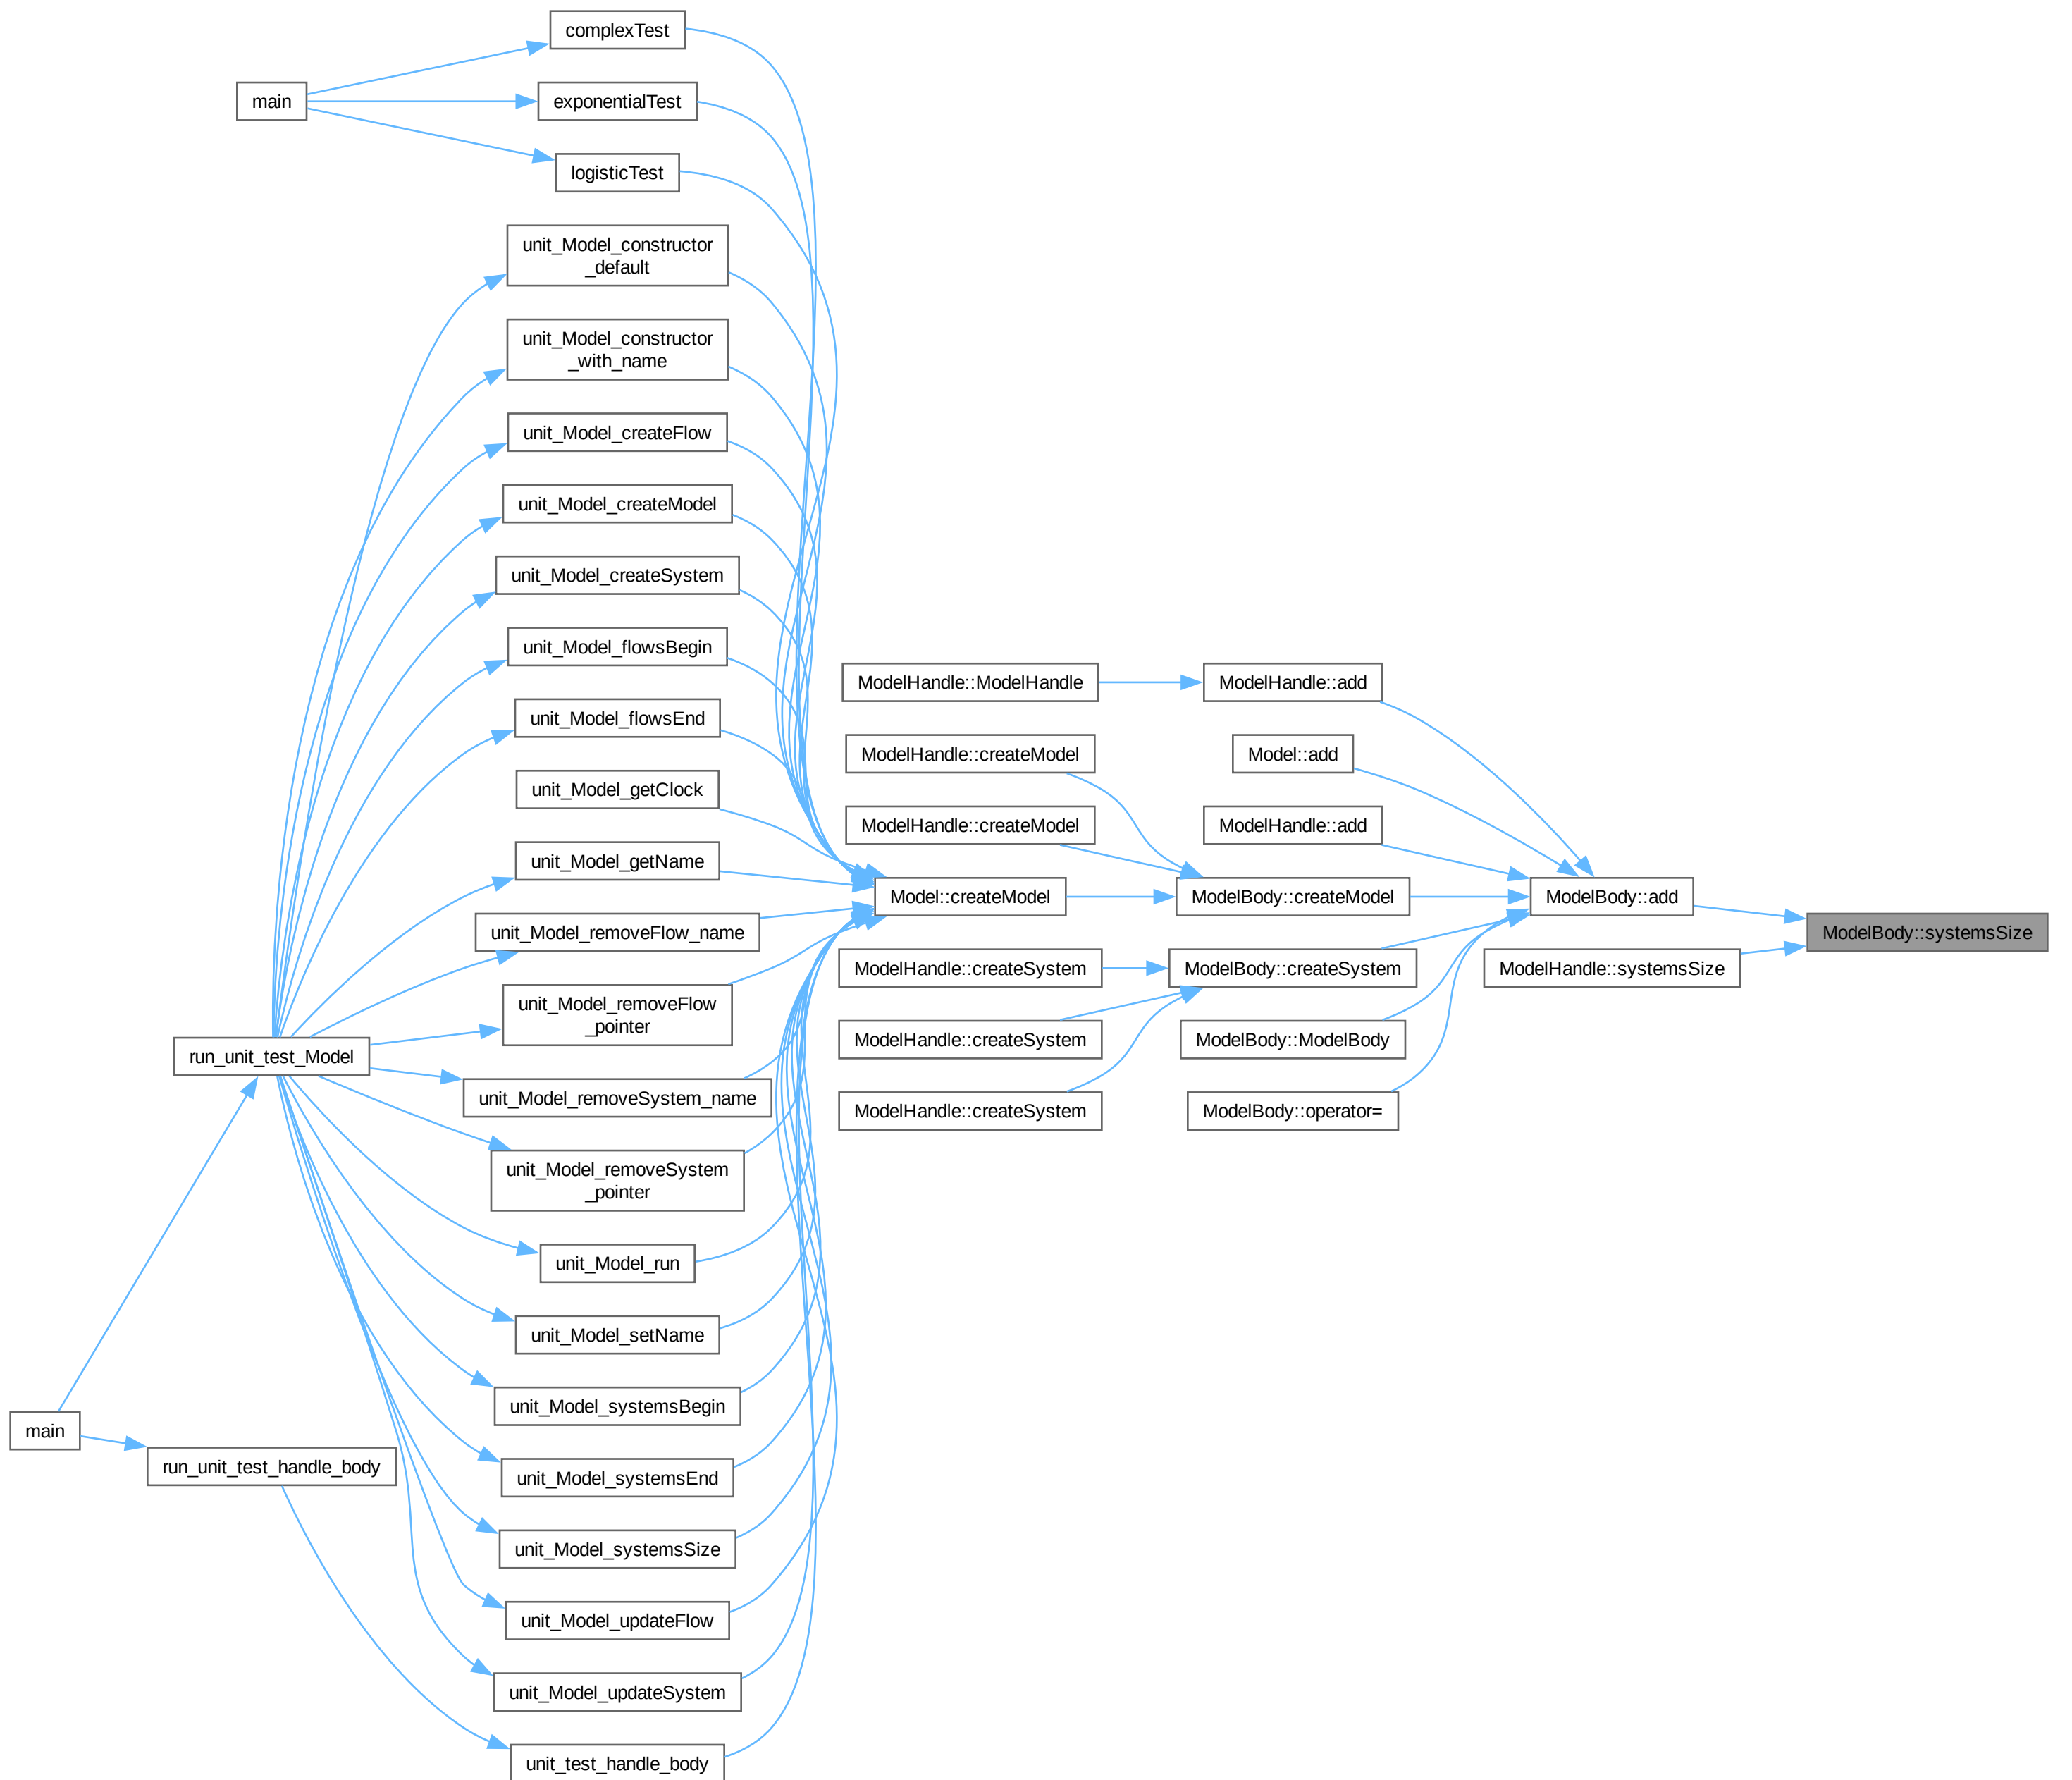 complexTest
main
exponentialTest
logisticTest
unit_Model_constructor
_default
unit_Model_constructor
_with_name
unit_Model_createFlow
unit_Model_createModel
unit_Model_createSystem
unit_Model_flowsBegin
unit_Model_flowsEnd
unit_Model_getClock
unit_Model_getName
unit_Model_removeFlow_name
unit_Model_removeFlow
_pointer
run_unit_test_Model
unit_Model_removeSystem_name
unit_Model_removeSystem
_pointer
unit_Model_run
unit_Model_setName
unit_Model_systemsBegin
main
run_unit_test_handle_body
unit_Model_systemsEnd
unit_Model_systemsSize
unit_Model_updateFlow
unit_Model_updateSystem
unit_test_handle_body
Model::createModel
ModelHandle::ModelHandle
ModelHandle::createModel
ModelHandle::createModel
ModelHandle::createSystem
ModelHandle::createSystem
ModelHandle::createSystem
ModelHandle::add
Model::add
ModelHandle::add
ModelBody::createModel
ModelBody::createSystem
ModelBody::ModelBody
ModelBody::operator=
ModelBody::add
ModelHandle::systemsSize
ModelBody::systemsSize